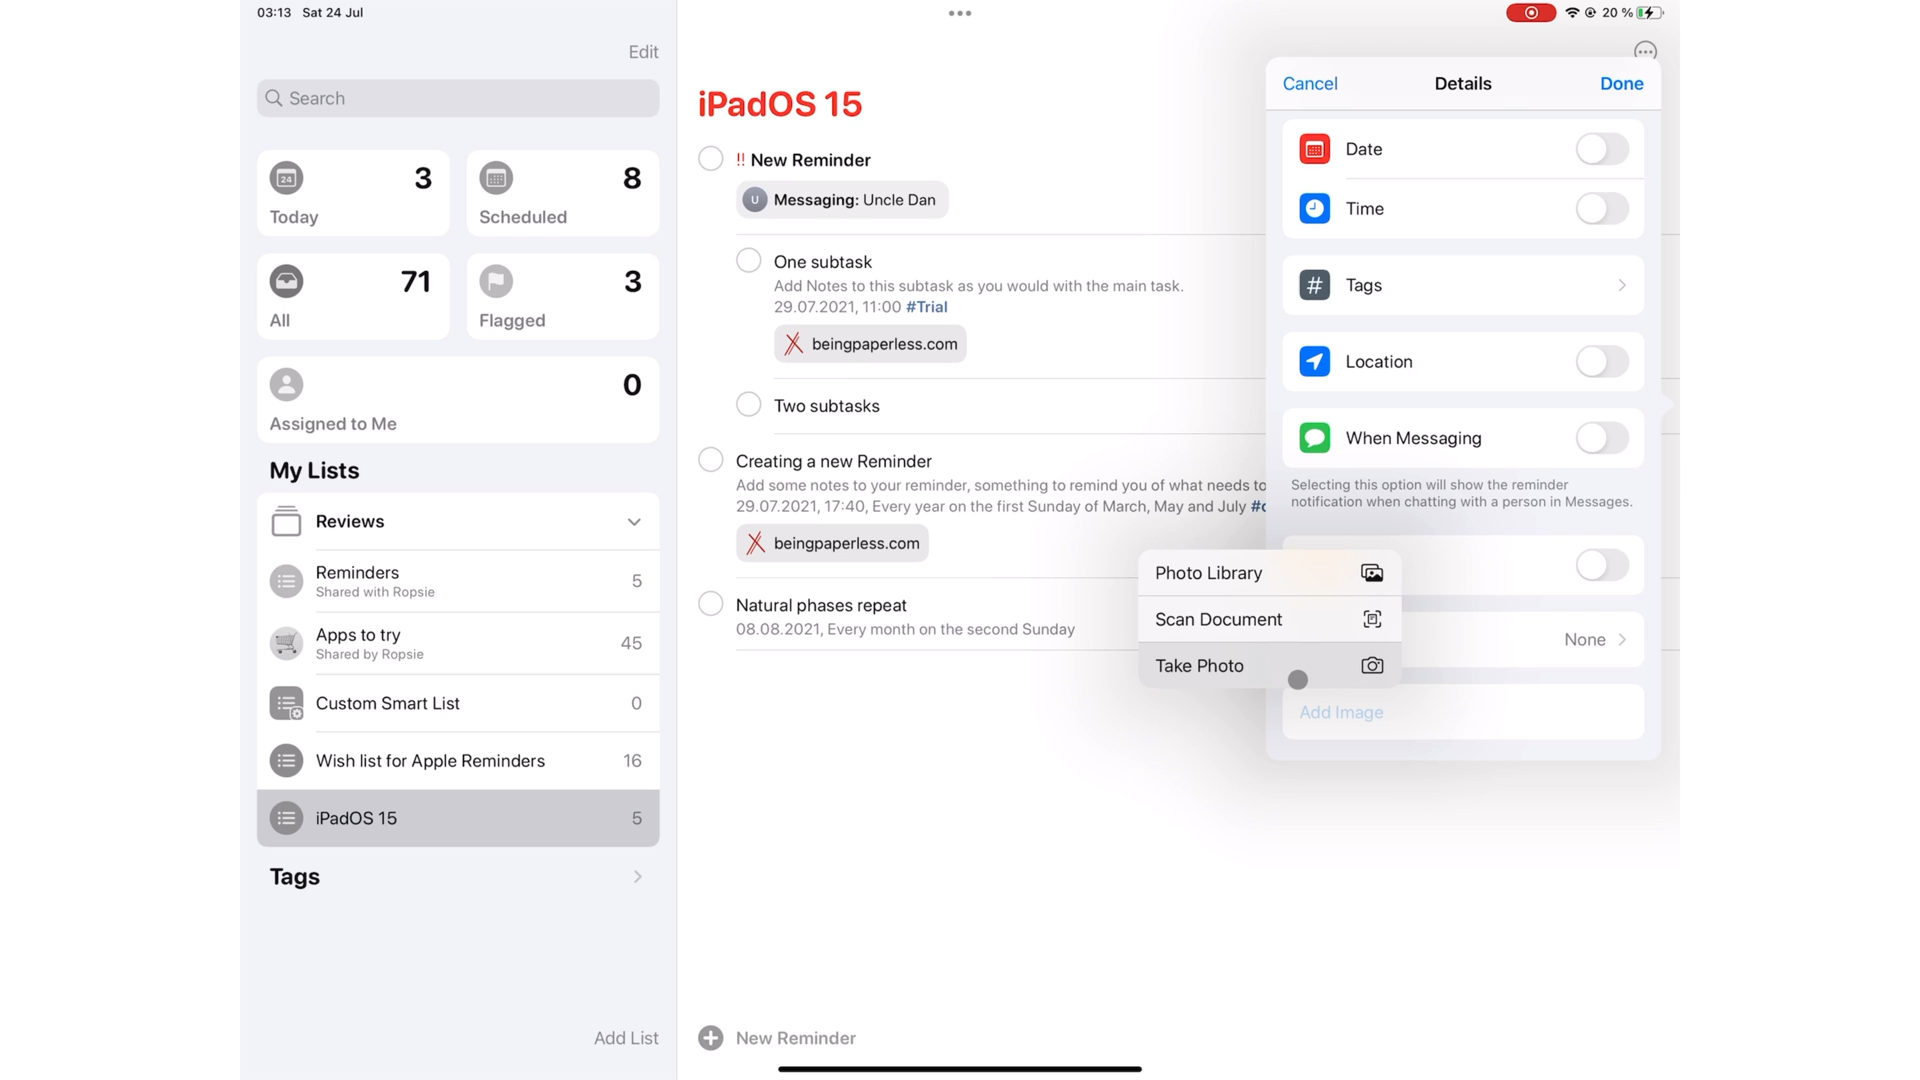 03:13 Sat 24 Jul
20 %
Edit
Search
24
3
Today
8
Scheduled
71
All
3
Flagged
0
Assigned to Me
My Lists
Reviews
Reminders
Shared with Ropsie
5
Apps to try
Shared by Ropsie
45
Custom Smart List
0
Wish list for Apple Reminders
16
iPadOS 15
5
Tags
Add List
iPadOS 15
!! New Reminder
U Messaging: Uncle Dan
One subtask
Add Notes to this subtask as you would with the main task.
29.07.2021, 11:00 #Trial
beingpaperless.com
Two subtasks
Creating a new Reminder
Add some notes to your reminder, something to remind you of what needs to
29.07.2021, 17:40, Every year on the first Sunday of March, May and July
beingpaperless.com
Natural phases repeat
08.08.2021, Every month on the second Sunday
New Reminder
Cancel
Details
Done
Date
Time
# Tags
Location
When Messaging
Selecting this option will show the reminder
notification when chatting with a person in Messages.
Photo Library
Scan Document
Take Photo
None
Add Image